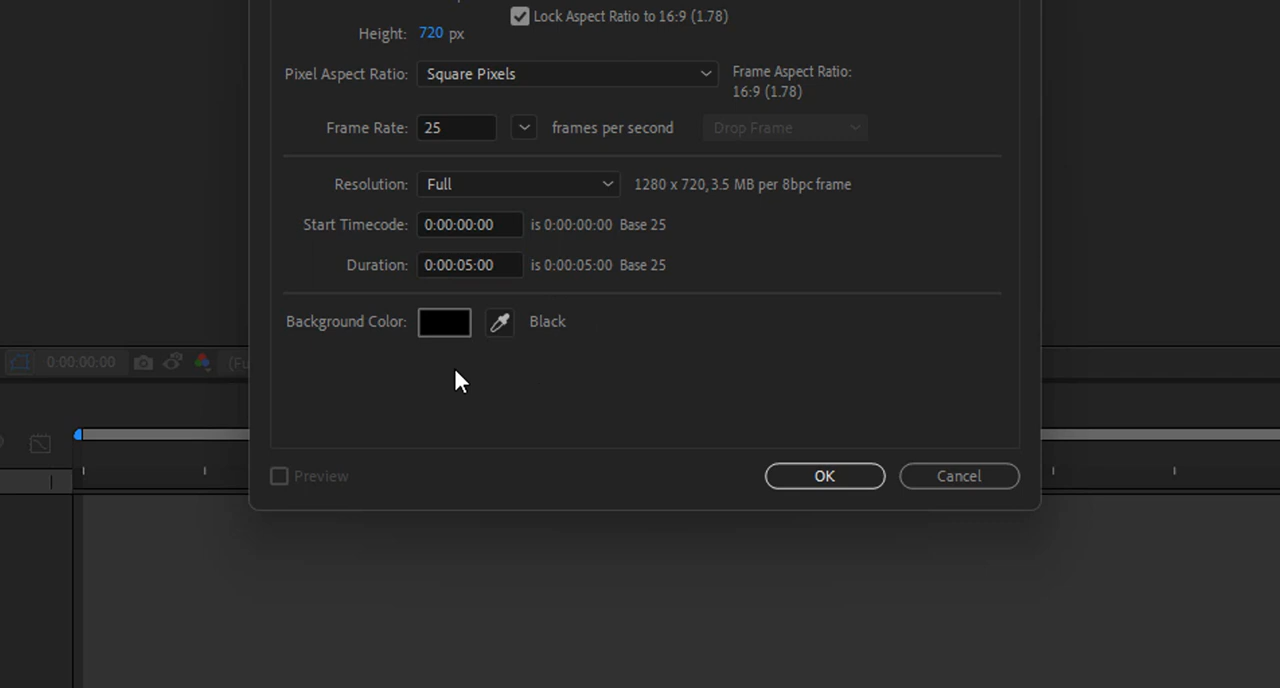 Lock Aspect Ratio to 16:9 (1.78)
Height: 720 px
Pixel Aspect Ratio: Square Pixels Frame Aspect Ratio:
16:9 (1.78)
Frame Rate: 25 frames per second Drop Frame
Resolution: Full 1280 x 720, 3.5 MB per 8bpc frame
Start Timecode: 0:00:00:00 is 0:00:00:00 Base 25
Duration: 0:00:05:00 is 0:00:05:00 Base 25
Background Color: Black
0:00:00:00 (Fu
Preview OK Cancel